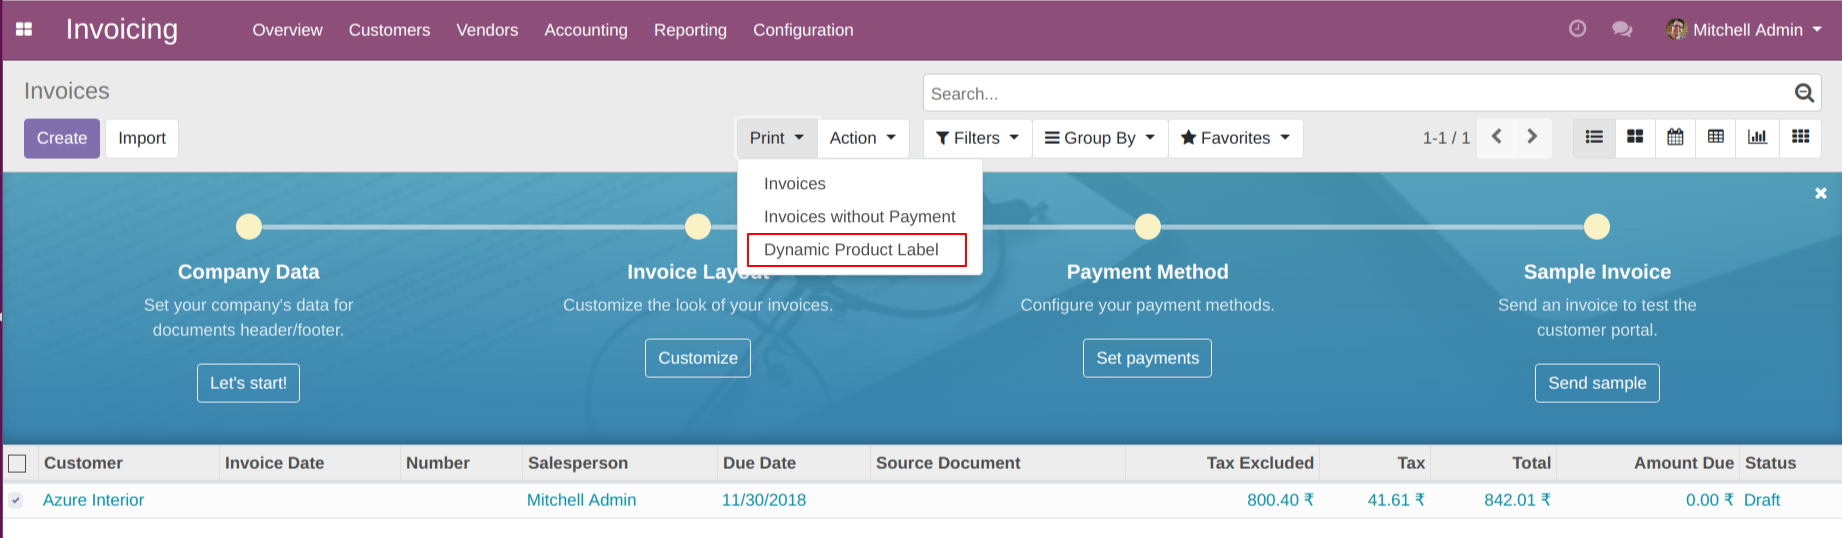 Invoicing Overview Customers Vendors Accounting Reporting Configuration Mitchell Admin
Invoices
Search...
Create Import Print Action Filters Group By Favorites 1-1 / 1
Invoices
Invoices without Payment
Dynamic Product Label
Company Data
Set your company's data for
documents header/footer.
Let's start!
Invoice Layout
Customize the look of your invoices.
Customize
Payment Method
Configure your payment methods.
Set payments
Sample Invoice
Send an invoice to test the
customer portal.
Send sample
Customer Invoice Date Number Salesperson Due Date Source Document Tax Excluded Tax Total Amount Due Status
Azure Interior Mitchell Admin 11/30/2018 800.40 ₹ 41.61 ₹ 842.01 ₹ 0.00 ₹ Draft